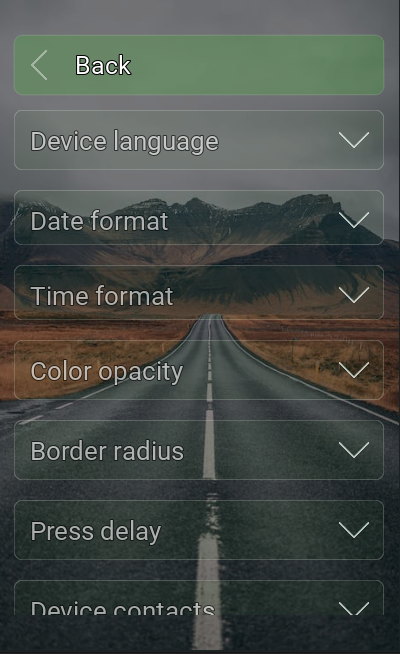 Back
Device language
Date format
Time format
Color opacity
Border radius
Press delay
Device contacts